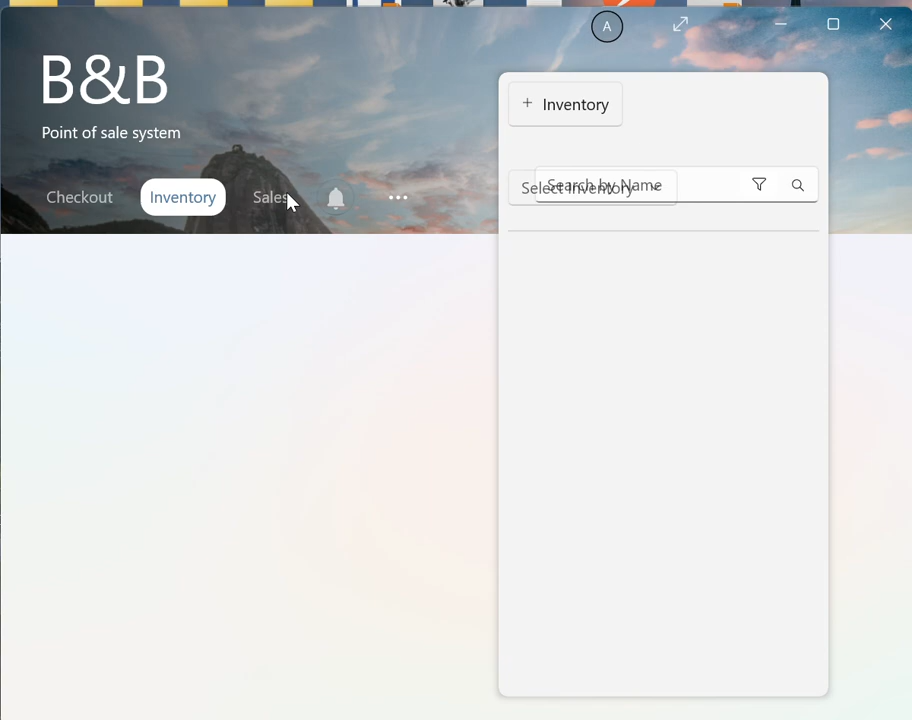 A
B&B
Point of sale system
Checkout
Inventory
Sales
+ Inventory
Select Inventory
Search by Name